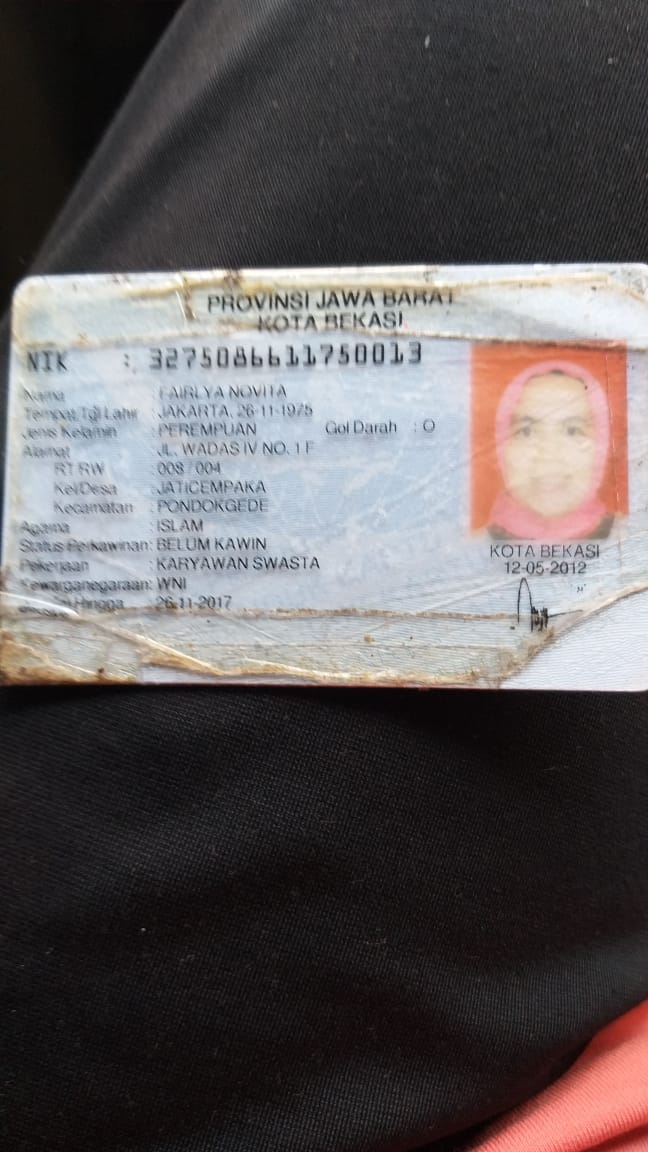 PROVINSI JAWA BARAT
KOTA BEKASI
NIK : 3275086611750013
Nama : FAIRLYA NOVITA
Tempat/Tgl Lahir : JAKARTA, 26-11-1975
Jenis Kelamin : PEREMPUAN Gol Darah : O
Alamat : JL. WADAS IV NO. 1 F
RT/RW : 008 / 004
Kel/Desa : JATICEMPAKA
Kecamatan : PONDOKGEDE
Agama : ISLAM
Status Perkawinan: BELUM KAWIN
Pekerjaan : KARYAWAN SWASTA
Kewarganegaraan: WNI
Hingga : 26-11-2017
KOTA BEKASI
12-05-2012